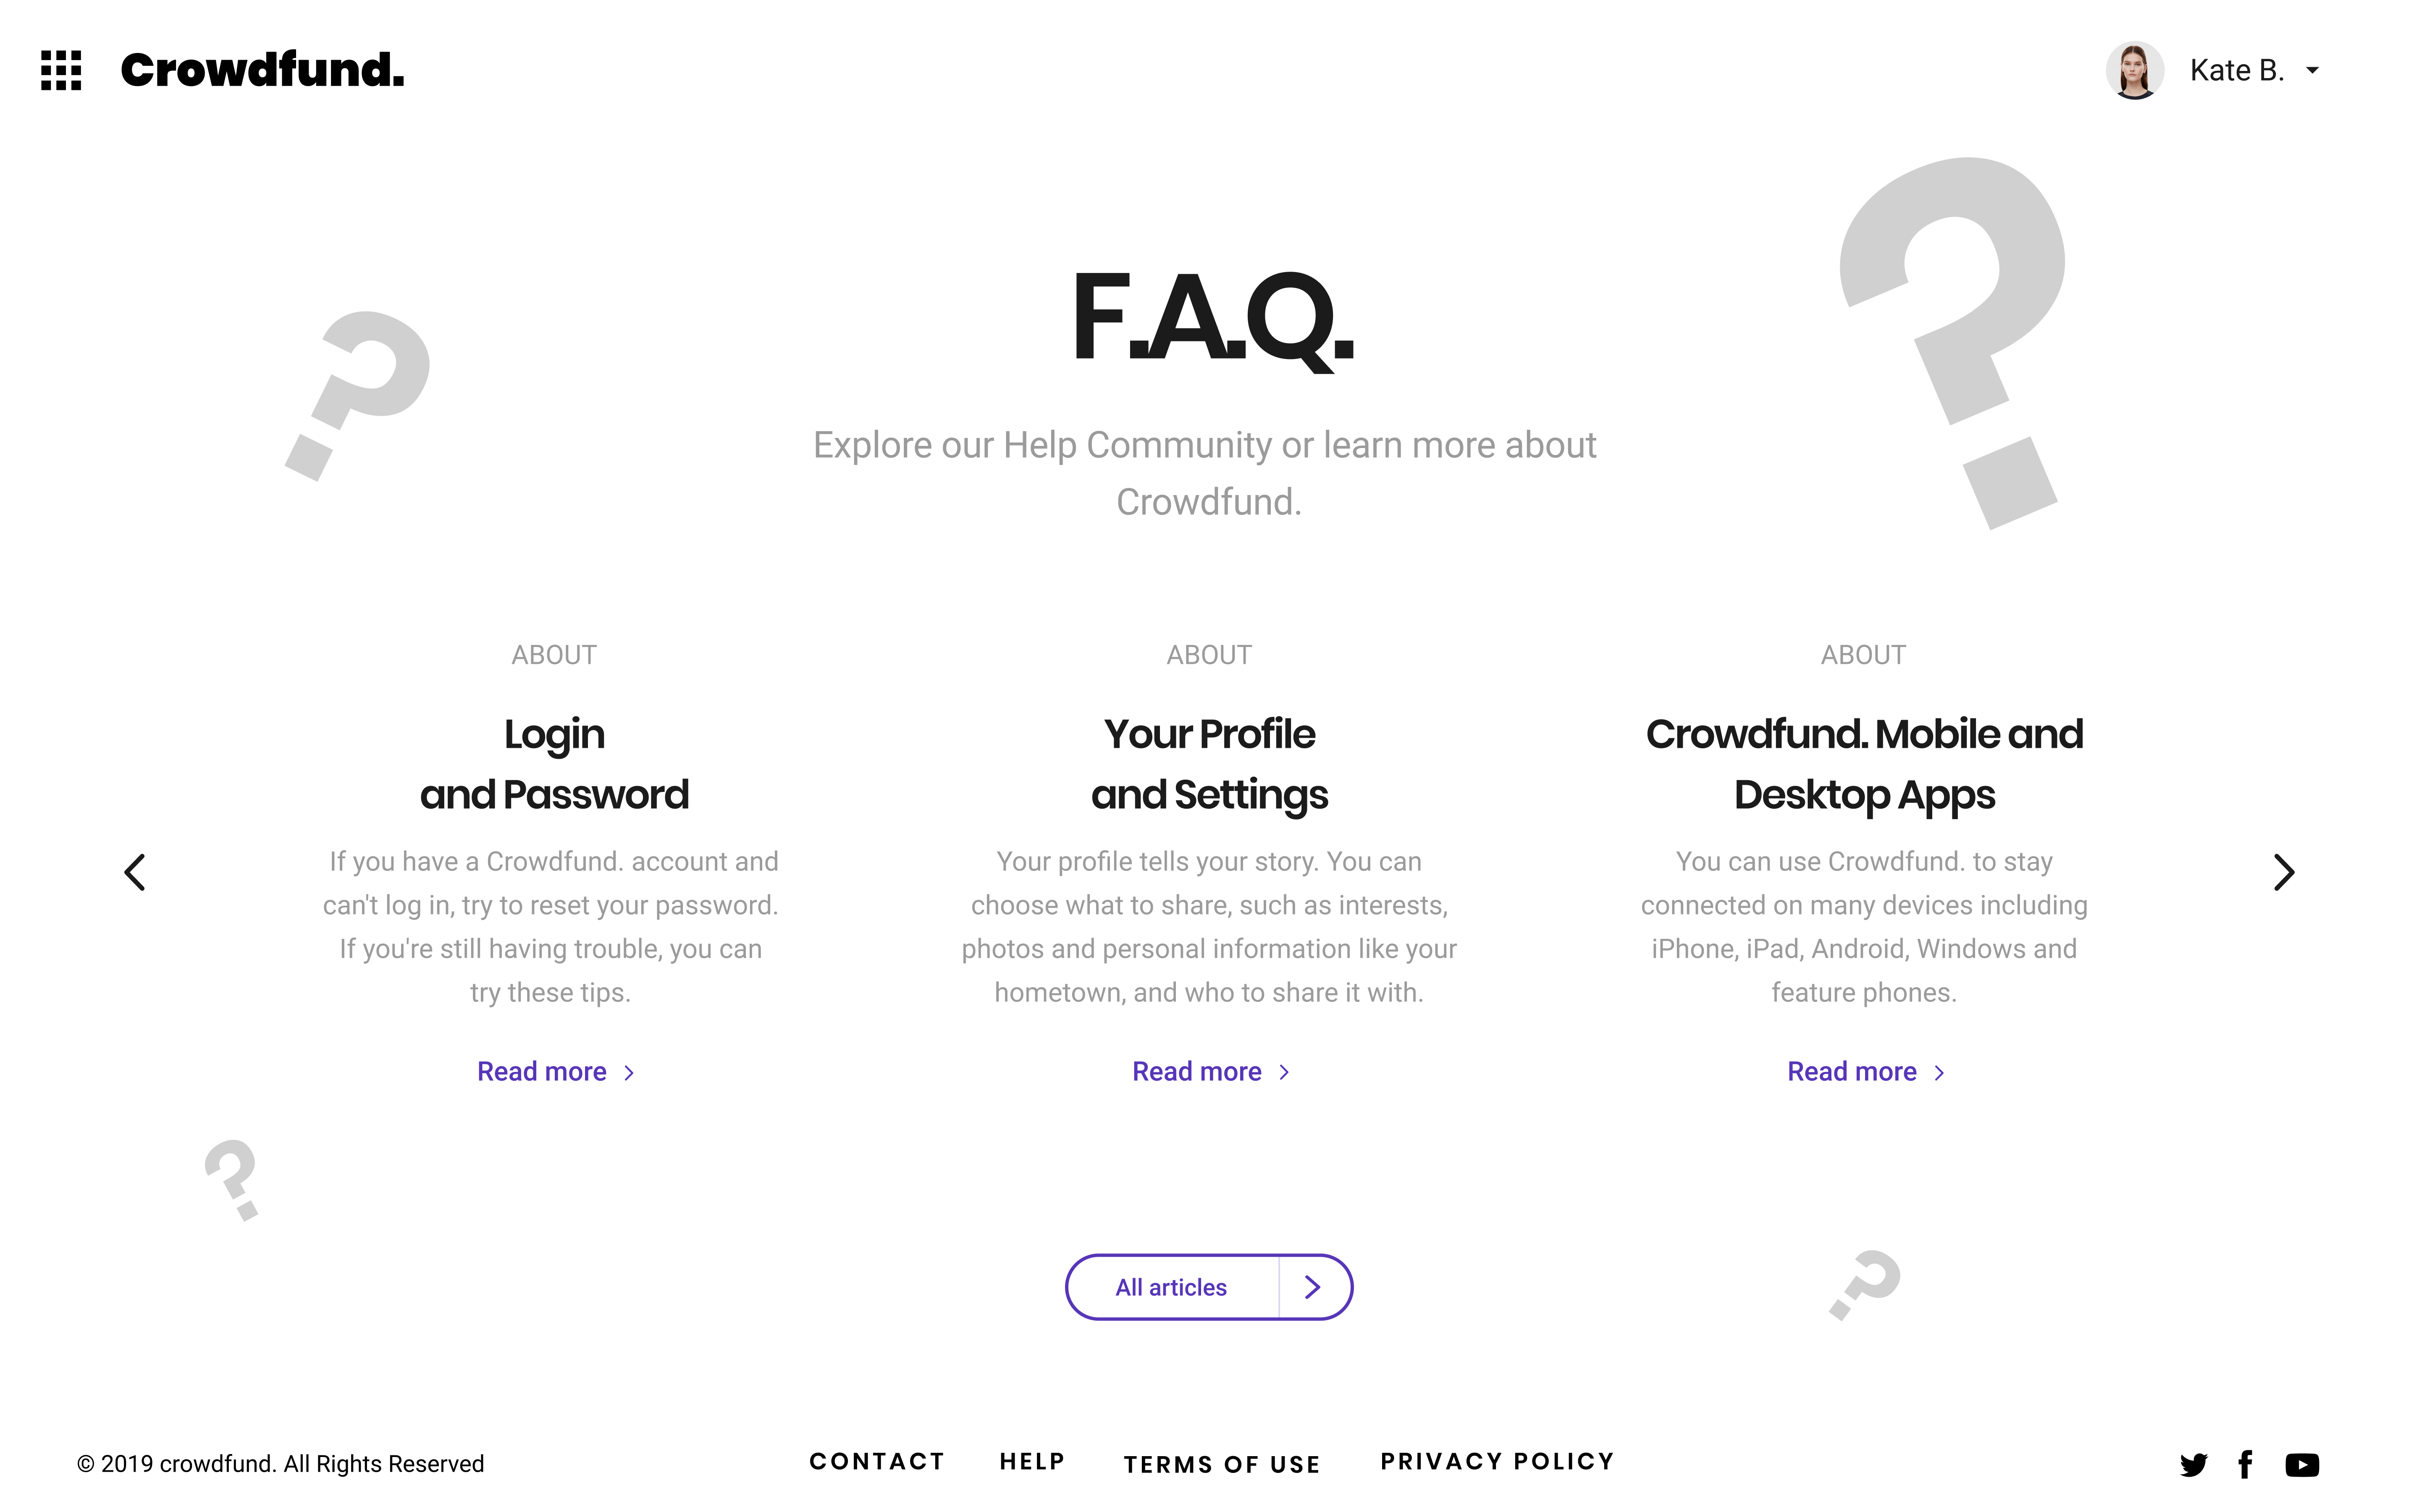 Crowdfund.
Kate B.
?
?
F.A.Q.
Explore our Help Community or learn more about
Crowdfund.
ABOUT
Login
and Password
If you have a Crowdfund. account and
can't log in, try to reset your password.
If you're still having trouble, you can
try these tips.
Read more
ABOUT
Your Profile
and Settings
Your profile tells your story. You can
choose what to share, such as interests,
photos and personal information like your
hometown, and who to share it with.
Read more
ABOUT
Crowdfund. Mobile and
Desktop Apps
You can use Crowdfund. to stay
connected on many devices including
iPhone, iPad, Android, Windows and
feature phones.
Read more
?
?
All articles
© 2019 crowdfund. All Rights Reserved
CONTACT
HELP
TERMS OF USE
PRIVACY POLICY